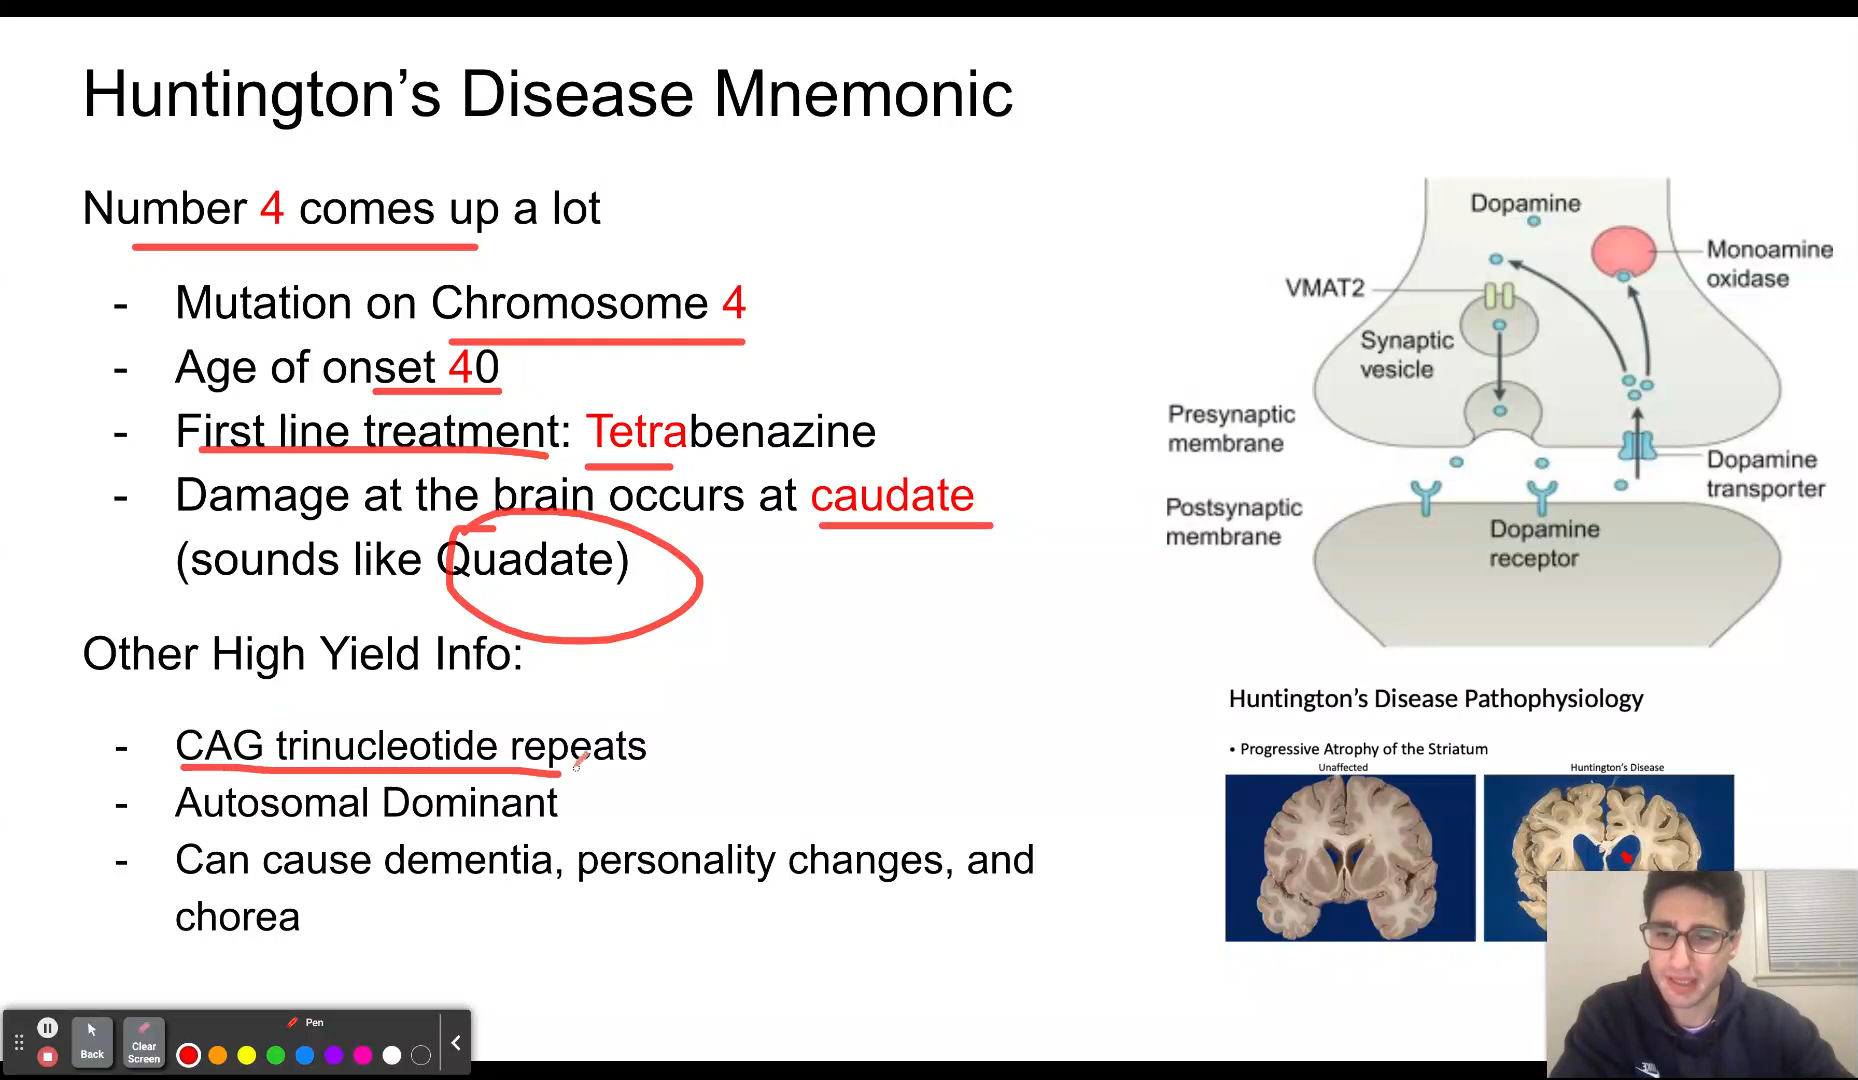 Huntington’s Disease Mnemonic
Number 4 comes up a lot
- Mutation on Chromosome 4
- Age of onset 40
- First line treatment: Tetrabenazine
- Damage at the brain occurs at caudate
(sounds like Quadate)
Other High Yield Info:
- CAG trinucleotide repeats
- Autosomal Dominant
- Can cause dementia, personality changes, and
chorea
Dopamine
Monoamine
oxidase
VMAT2
Synaptic
vesicle
Presynaptic
membrane
Dopamine
transporter
Postsynaptic
membrane
Dopamine
receptor
Huntington’s Disease Pathophysiology
• Progressive Atrophy of the Striatum
Unaffected
Huntington’s Disease
Pen
Back
Clear
Screen
NIKE